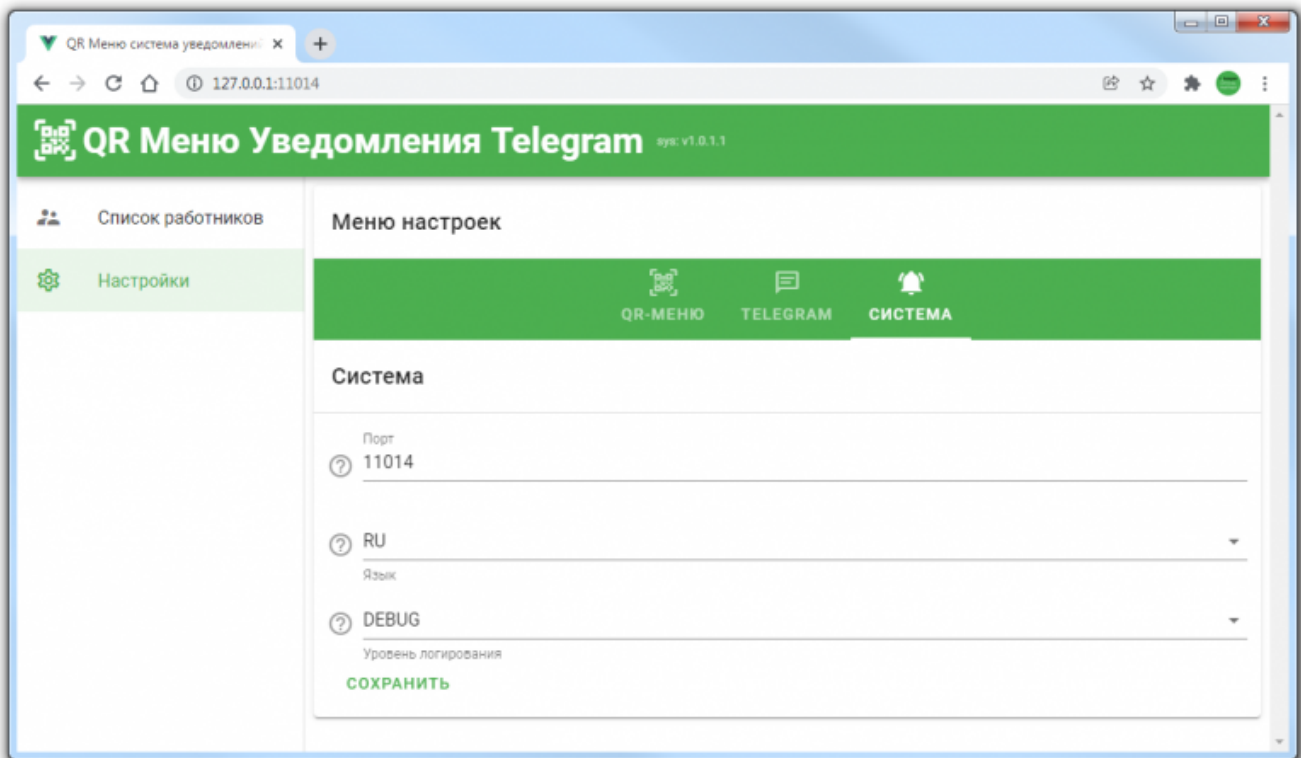 QR Меню система уведомлени
127.0.0.1:11014
QR Меню Уведомления Telegram sys: v1.0.1.1
Список работников
Настройки
Меню настроек
QR-МЕНЮ TELEGRAM СИСТЕМА
Система
Порт
11014
RU
Язык
DEBUG
Уровень логирования
СОХРАНИТЬ